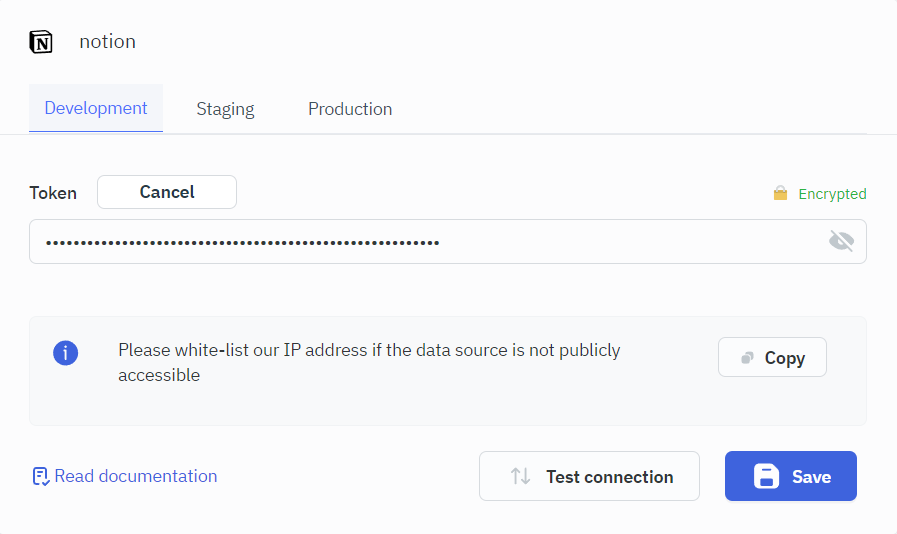 notion
Development Staging Production
Token Cancel Encrypted
••••••••••••••••••••••••••••••••••••••••••••••••••••••••••
Please white-list our IP address if the data source is not publicly
accessible
Copy
Read documentation Test connection Save